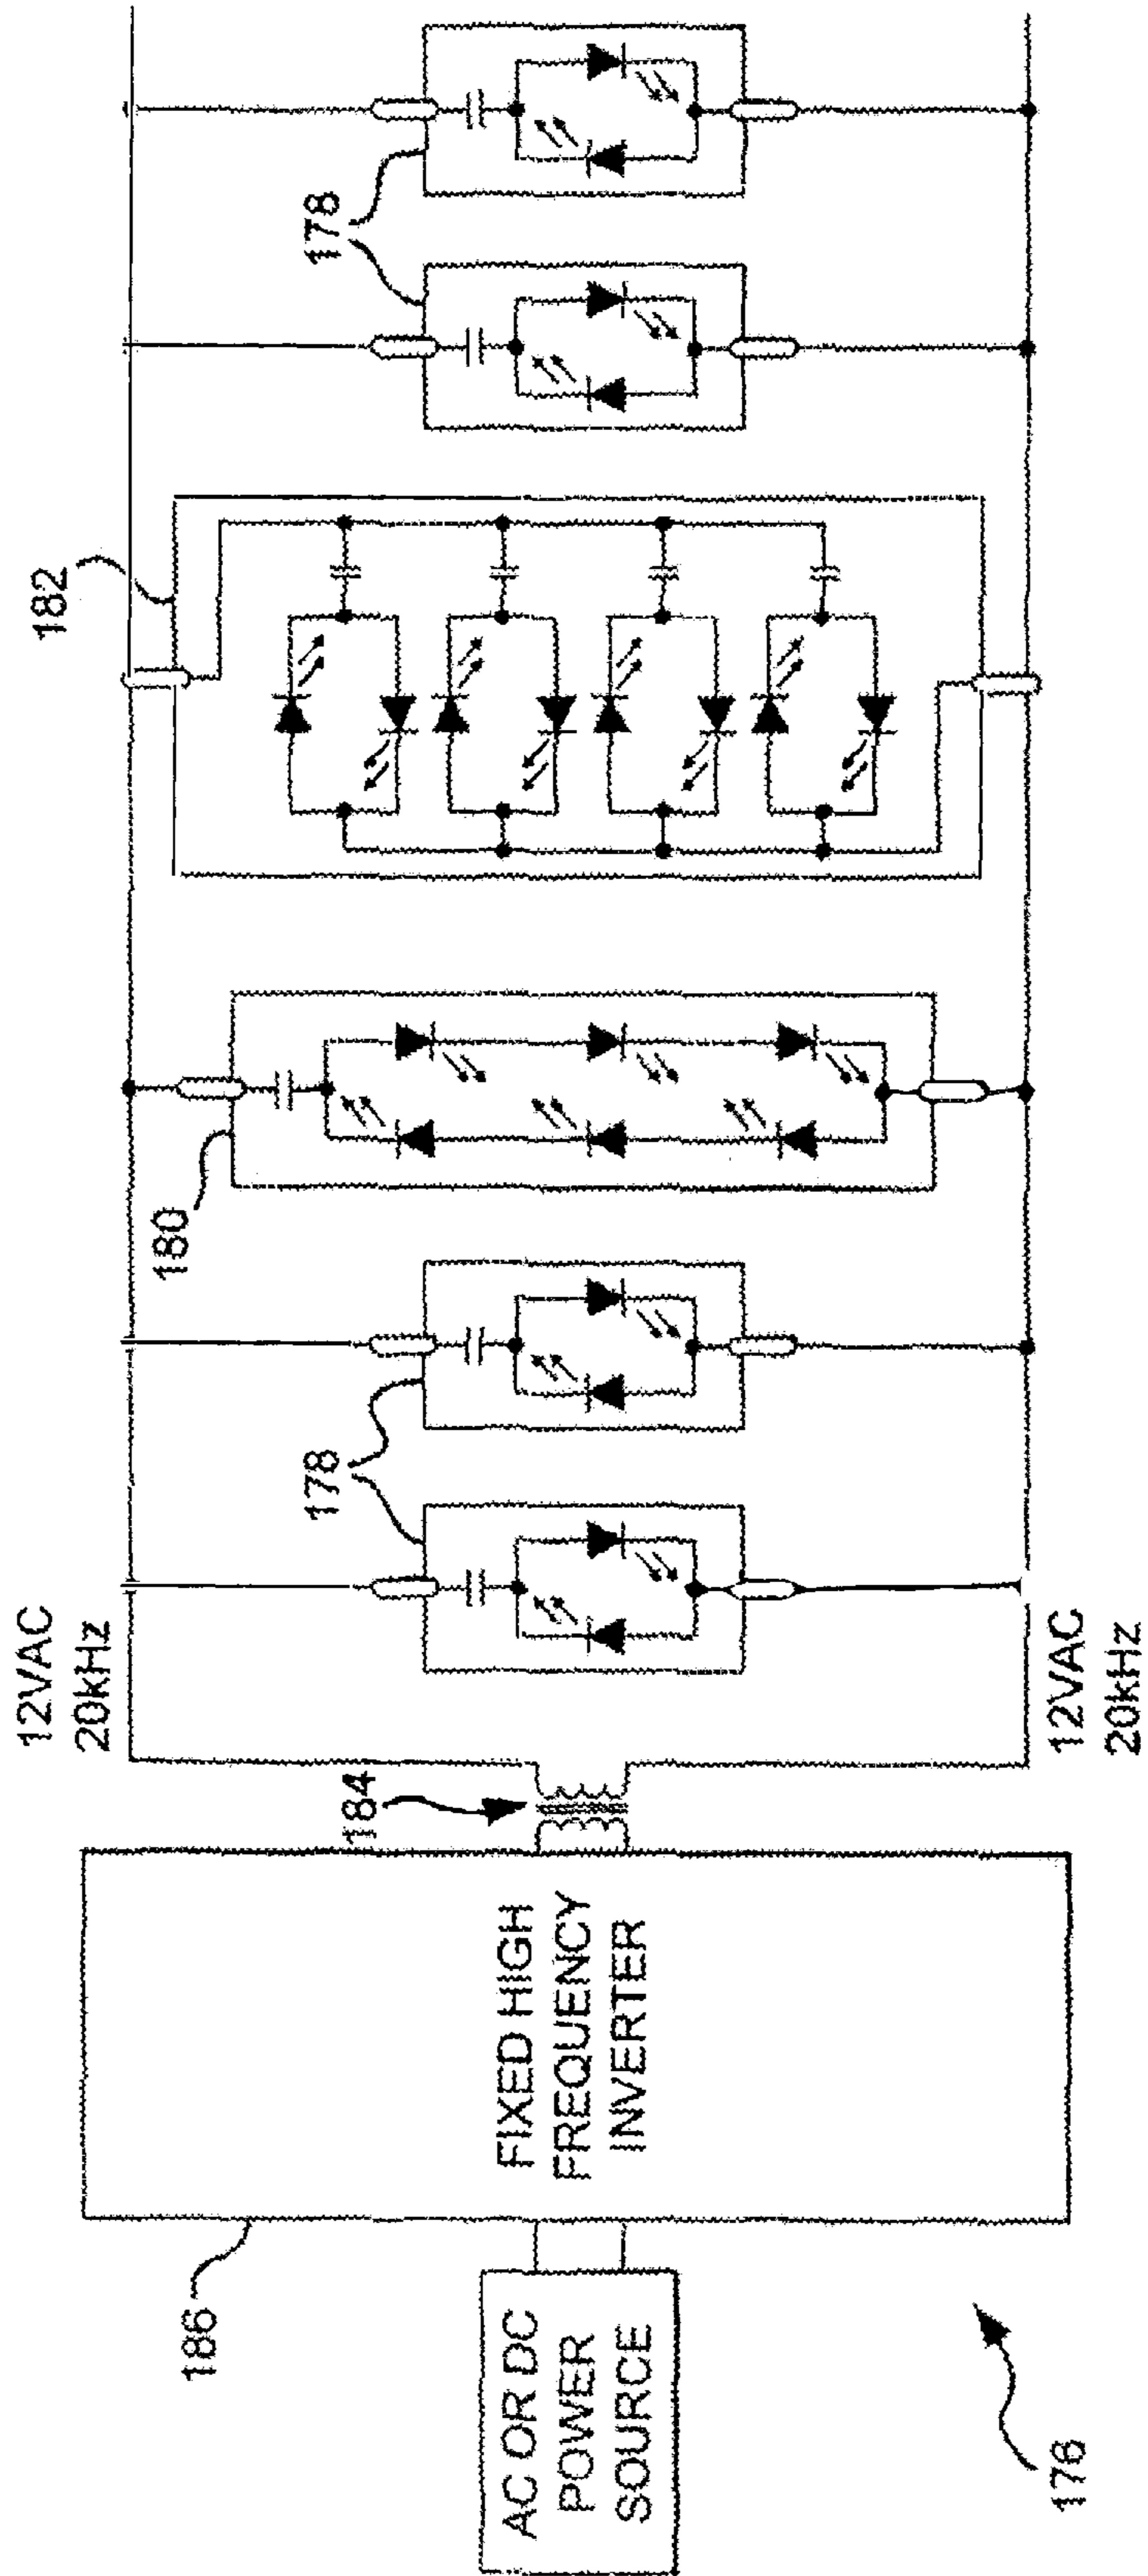 12VAC
20kHz
178
180
182
178
184
186
FIXED HIGH
FREQUENCY
INVERTER
AC OR DC
POWER
SOURCE
12VAC
20kHz
176